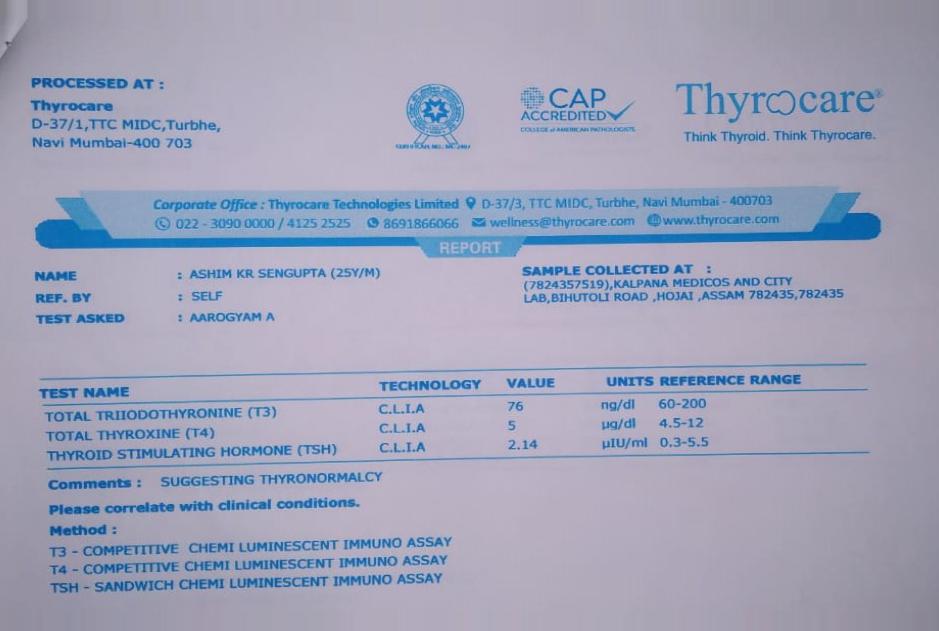 PROCESSED AT :
Thyrocare
D-37/1,TTC MIDC,Turbhe,
Navi Mumbai-400 703
CAP
ACCREDITED
COLLEGE of AMERICAN PATHOLOGISTS
Thyrocare®
Think Thyroid. Think Thyrocare.
Corporate Office : Thyrocare Technologies Limited D-37/3, TTC MIDC, Turbhe, Navi Mumbai - 400703
022 - 3090 0000 / 4125 2525 8691866066 wellness@thyrocare.com www.thyrocare.com
REPORT
NAME : ASHIM KR SENGUPTA (25Y/M)
REF. BY : SELF
TEST ASKED : AAROGYAM A
SAMPLE COLLECTED AT :
(7824357519),KALPANA MEDICOS AND CITY
LAB,BIHUTOLI ROAD ,HOJAI ,ASSAM 782435,782435
TEST NAME TECHNOLOGY VALUE UNITS REFERENCE RANGE
TOTAL TRIIODOTHYRONINE (T3) C.L.I.A 76 ng/dl 60-200
TOTAL THYROXINE (T4) C.L.I.A 5 µg/dl 4.5-12
THYROID STIMULATING HORMONE (TSH) C.L.I.A 2.14 µIU/ml 0.3-5.5
Comments : SUGGESTING THYRONORMALCY
Please correlate with clinical conditions.
Method :
T3 - COMPETITIVE CHEMI LUMINESCENT IMMUNO ASSAY
T4 - COMPETITIVE CHEMI LUMINESCENT IMMUNO ASSAY
TSH - SANDWICH CHEMI LUMINESCENT IMMUNO ASSAY